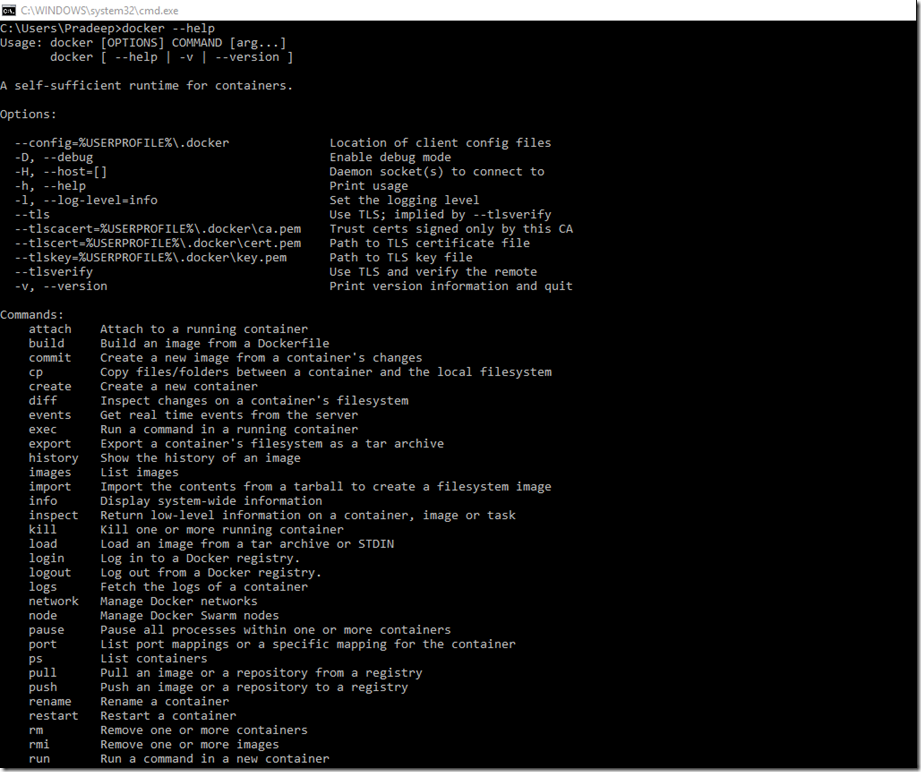 C:\WINDOWS\system32\cmd.exe
C:\Users\Pradeep>docker --help
Usage: docker [OPTIONS] COMMAND [arg...]
       docker [ --help | -v | --version ]

A self-sufficient runtime for containers.

Options:

  --config=%USERPROFILE%\.docker              Location of client config files
  -D, --debug                                 Enable debug mode
  -H, --host=[]                               Daemon socket(s) to connect to
  -h, --help                                  Print usage
  -l, --log-level=info                        Set the logging level
  --tls                                       Use TLS; implied by --tlsverify
  --tlscacert=%USERPROFILE%\.docker\ca.pem    Trust certs signed only by this CA
  --tlscert=%USERPROFILE%\.docker\cert.pem    Path to TLS certificate file
  --tlskey=%USERPROFILE%\.docker\key.pem      Path to TLS key file
  --tlsverify                                 Use TLS and verify the remote
  -v, --version                               Print version information and quit

Commands:
    attach    Attach to a running container
    build     Build an image from a Dockerfile
    commit    Create a new image from a container's changes
    cp        Copy files/folders between a container and the local filesystem
    create    Create a new container
    diff      Inspect changes on a container's filesystem
    events    Get real time events from the server
    exec      Run a command in a running container
    export    Export a container's filesystem as a tar archive
    history   Show the history of an image
    images    List images
    import    Import the contents from a tarball to create a filesystem image
    info      Display system-wide information
    inspect   Return low-level information on a container, image or task
    kill      Kill one or more running container
    load      Load an image from a tar archive or STDIN
    login     Log in to a Docker registry.
    logout    Log out from a Docker registry.
    logs      Fetch the logs of a container
    network   Manage Docker networks
    node      Manage Docker Swarm nodes
    pause     Pause all processes within one or more containers
    port      List port mappings or a specific mapping for the container
    ps        List containers
    pull      Pull an image or a repository from a registry
    push      Push an image or a repository to a registry
    rename    Rename a container
    restart   Restart a container
    rm        Remove one or more containers
    rmi       Remove one or more images
    run       Run a command in a new container